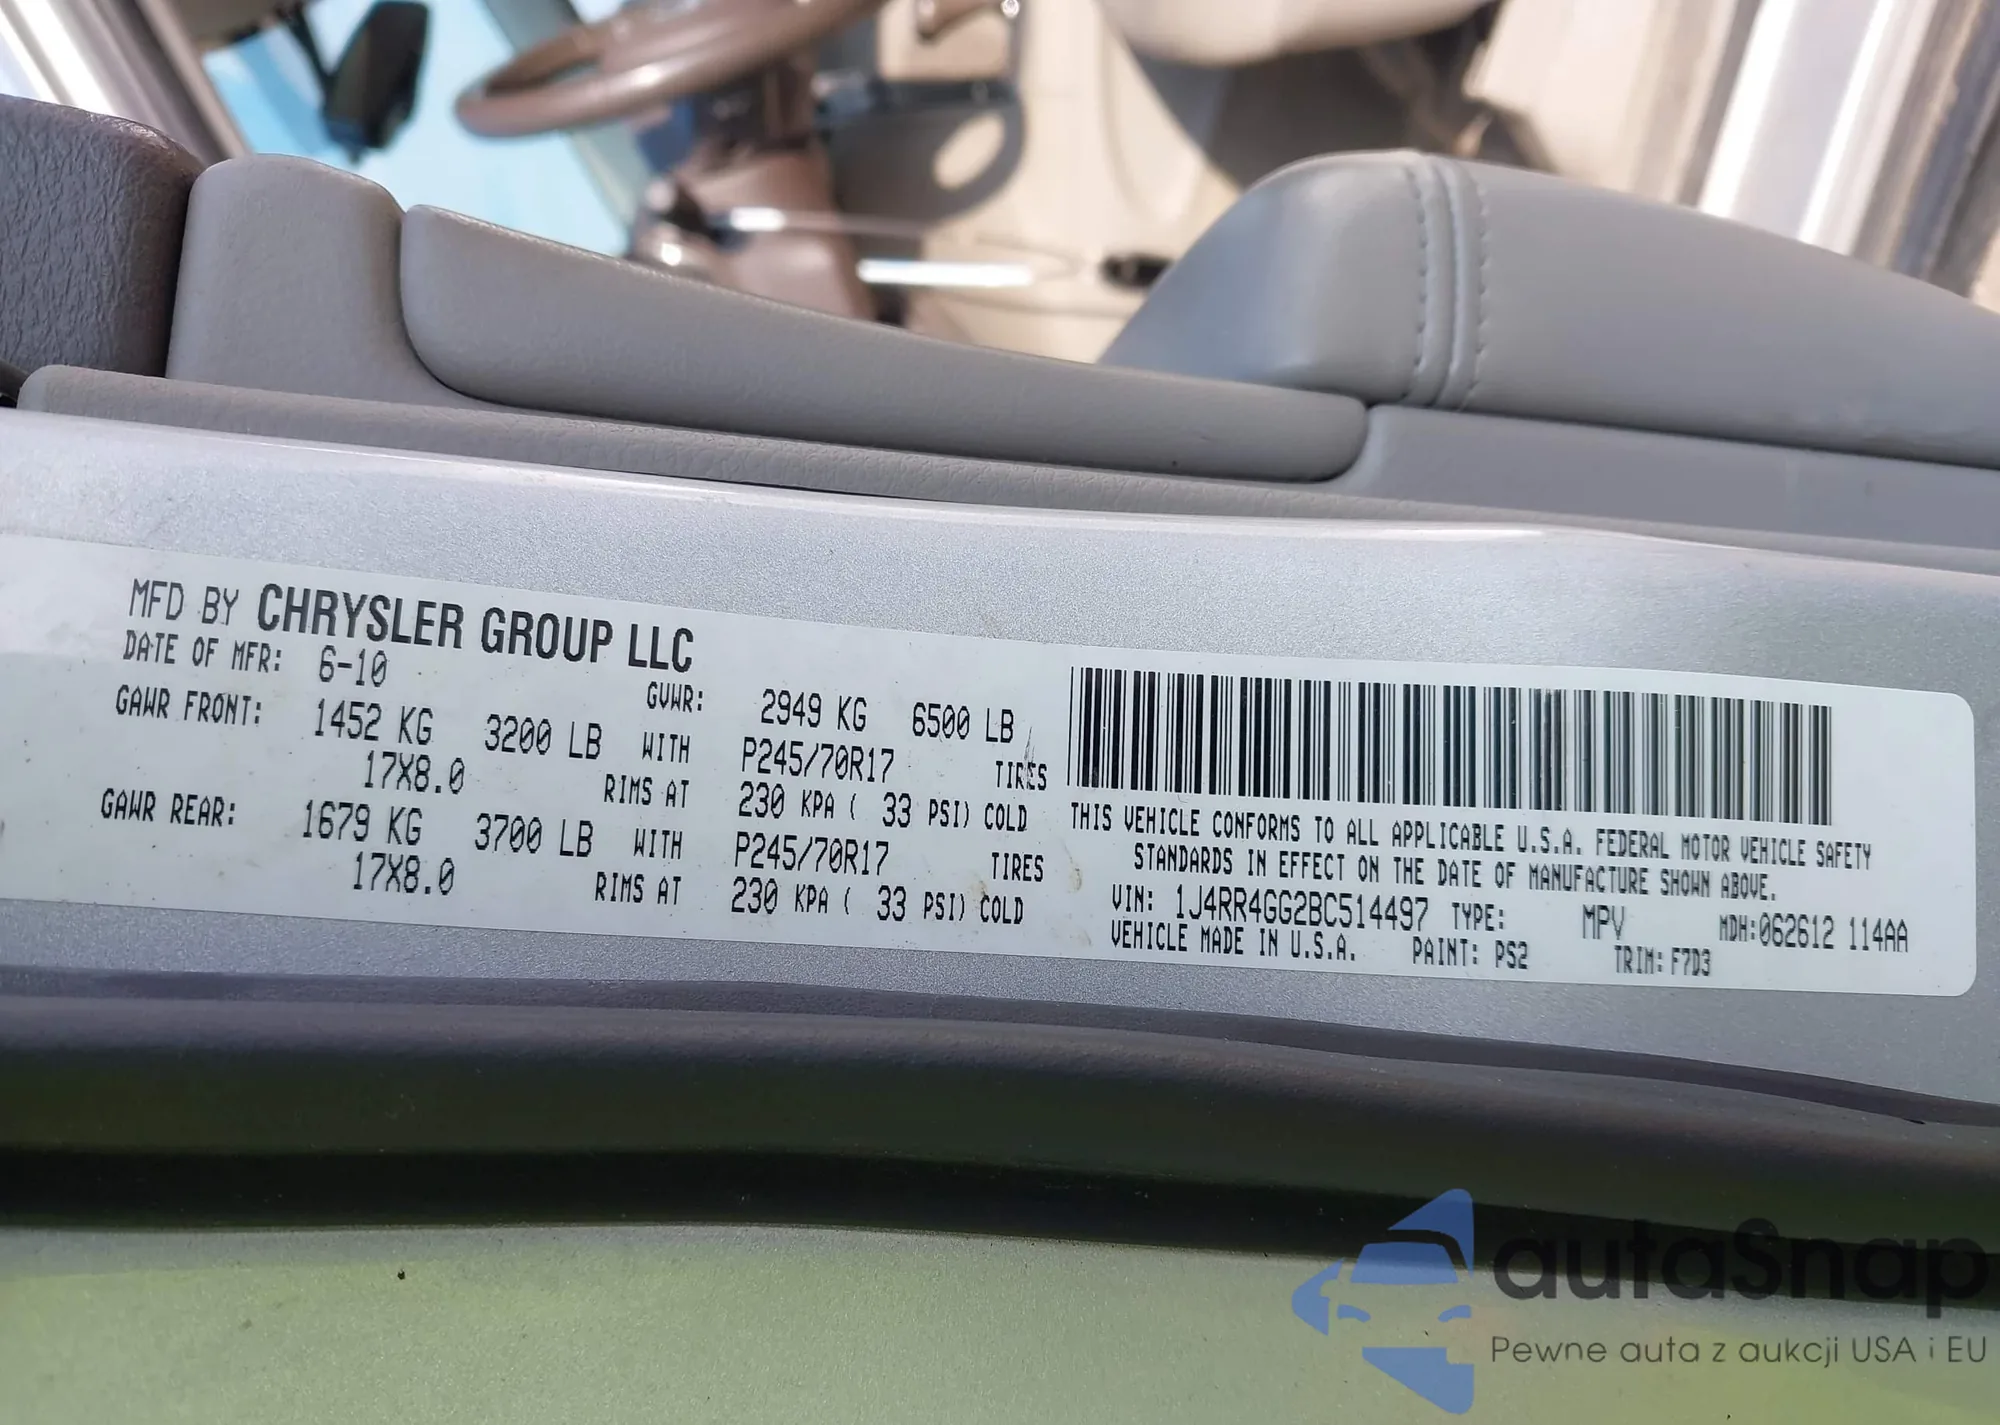 MFD BY CHRYSLER GROUP LLC
DATE OF MFR: 6-10 GVWR: 2949 KG 6500 LB
GAWR FRONT: 1452 KG 3200 LB WITH P245/70R17 TIRES
17X8.0 RIMS AT 230 KPA ( 33 PSI) COLD
GAWR REAR: 1679 KG 3700 LB WITH P245/70R17 TIRES
17X8.0 RIMS AT 230 KPA ( 33 PSI) COLD
THIS VEHICLE CONFORMS TO ALL APPLICABLE U.S.A. FEDERAL MOTOR VEHICLE SAFETY
STANDARDS IN EFFECT ON THE DATE OF MANUFACTURE SHOWN ABOVE.
VIN: 1J4RR4GG2BC514497 TYPE: MPV MDH:062612 114AA
VEHICLE MADE IN U.S.A. PAINT: PS2 TRIM: F7D3
autaSnap
Pewne auta z aukcji USA i EU